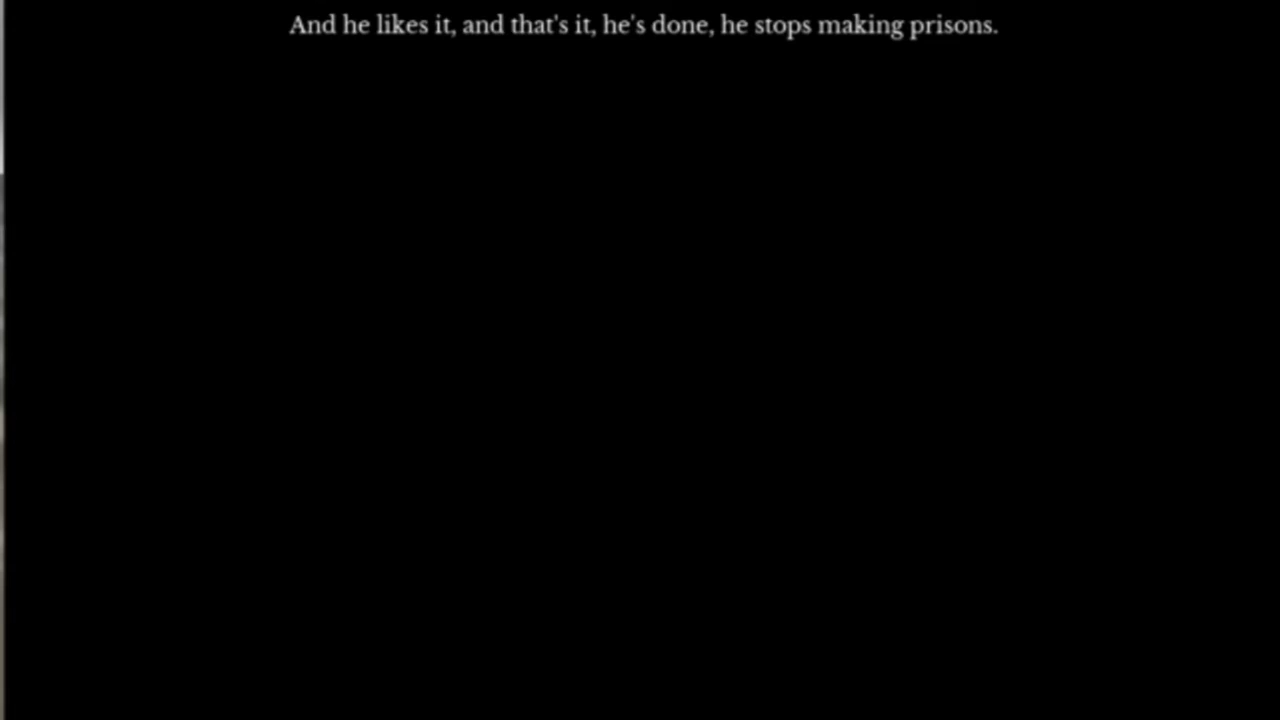 And he likes it, and that's it, he's done, he stops making prisons.